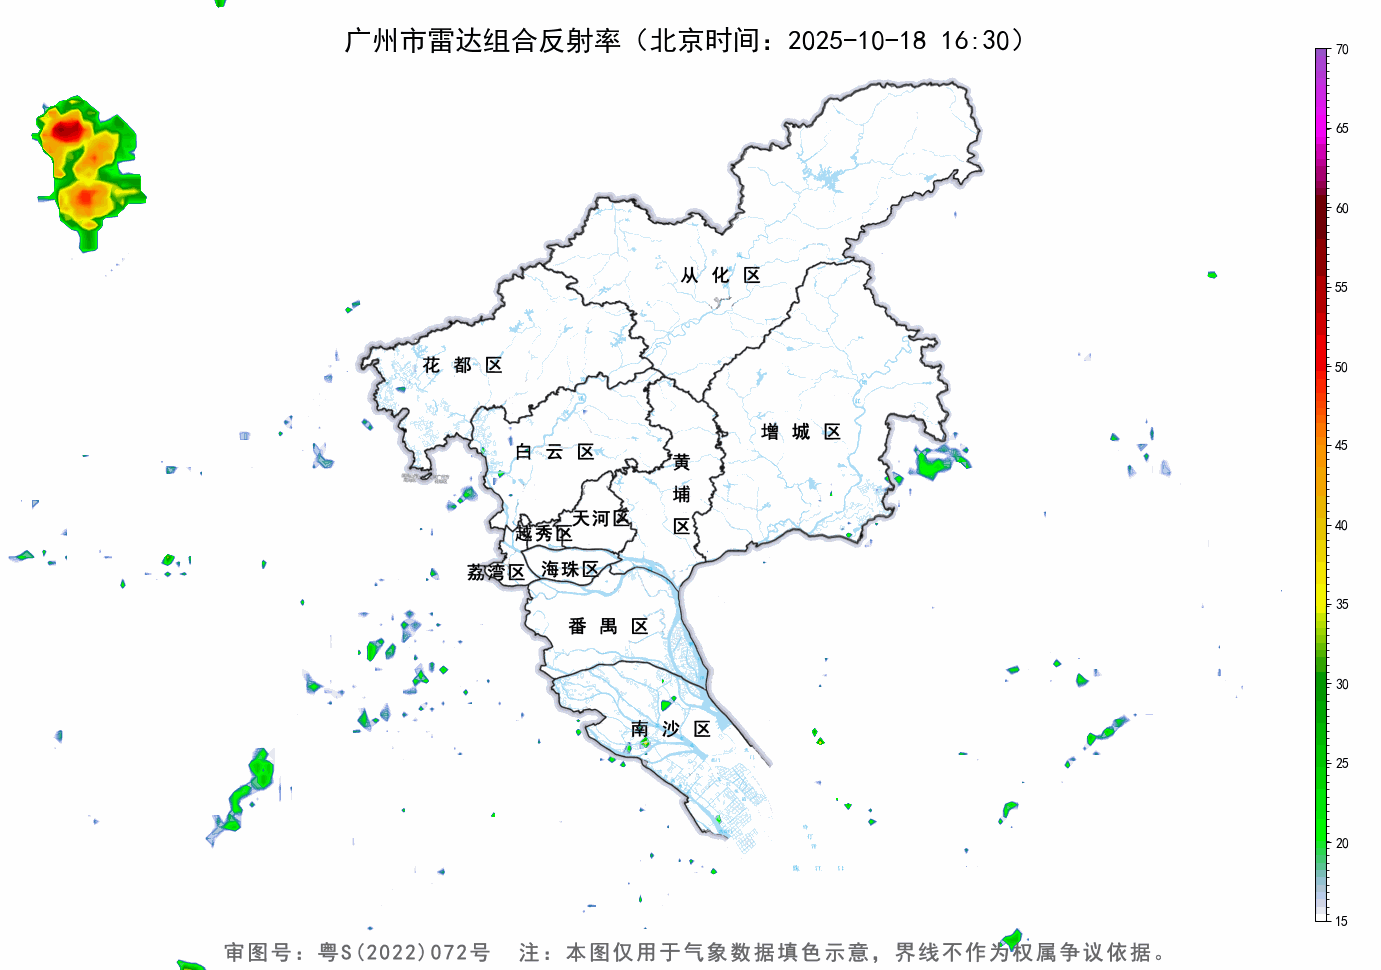 广州市雷达组合反射率（北京时间：2025-10-18 16:30）
70
65
60
55
50
45
40
35
30
25
20
15
从化区
花都区
增城区
白云区
黄埔区
天河区
越秀区
海珠区
荔湾区
番禺区
南沙区
审图号：粤S(2022)072号　注：本图仅用于气象数据填色示意，界线不作为权属争议依据。